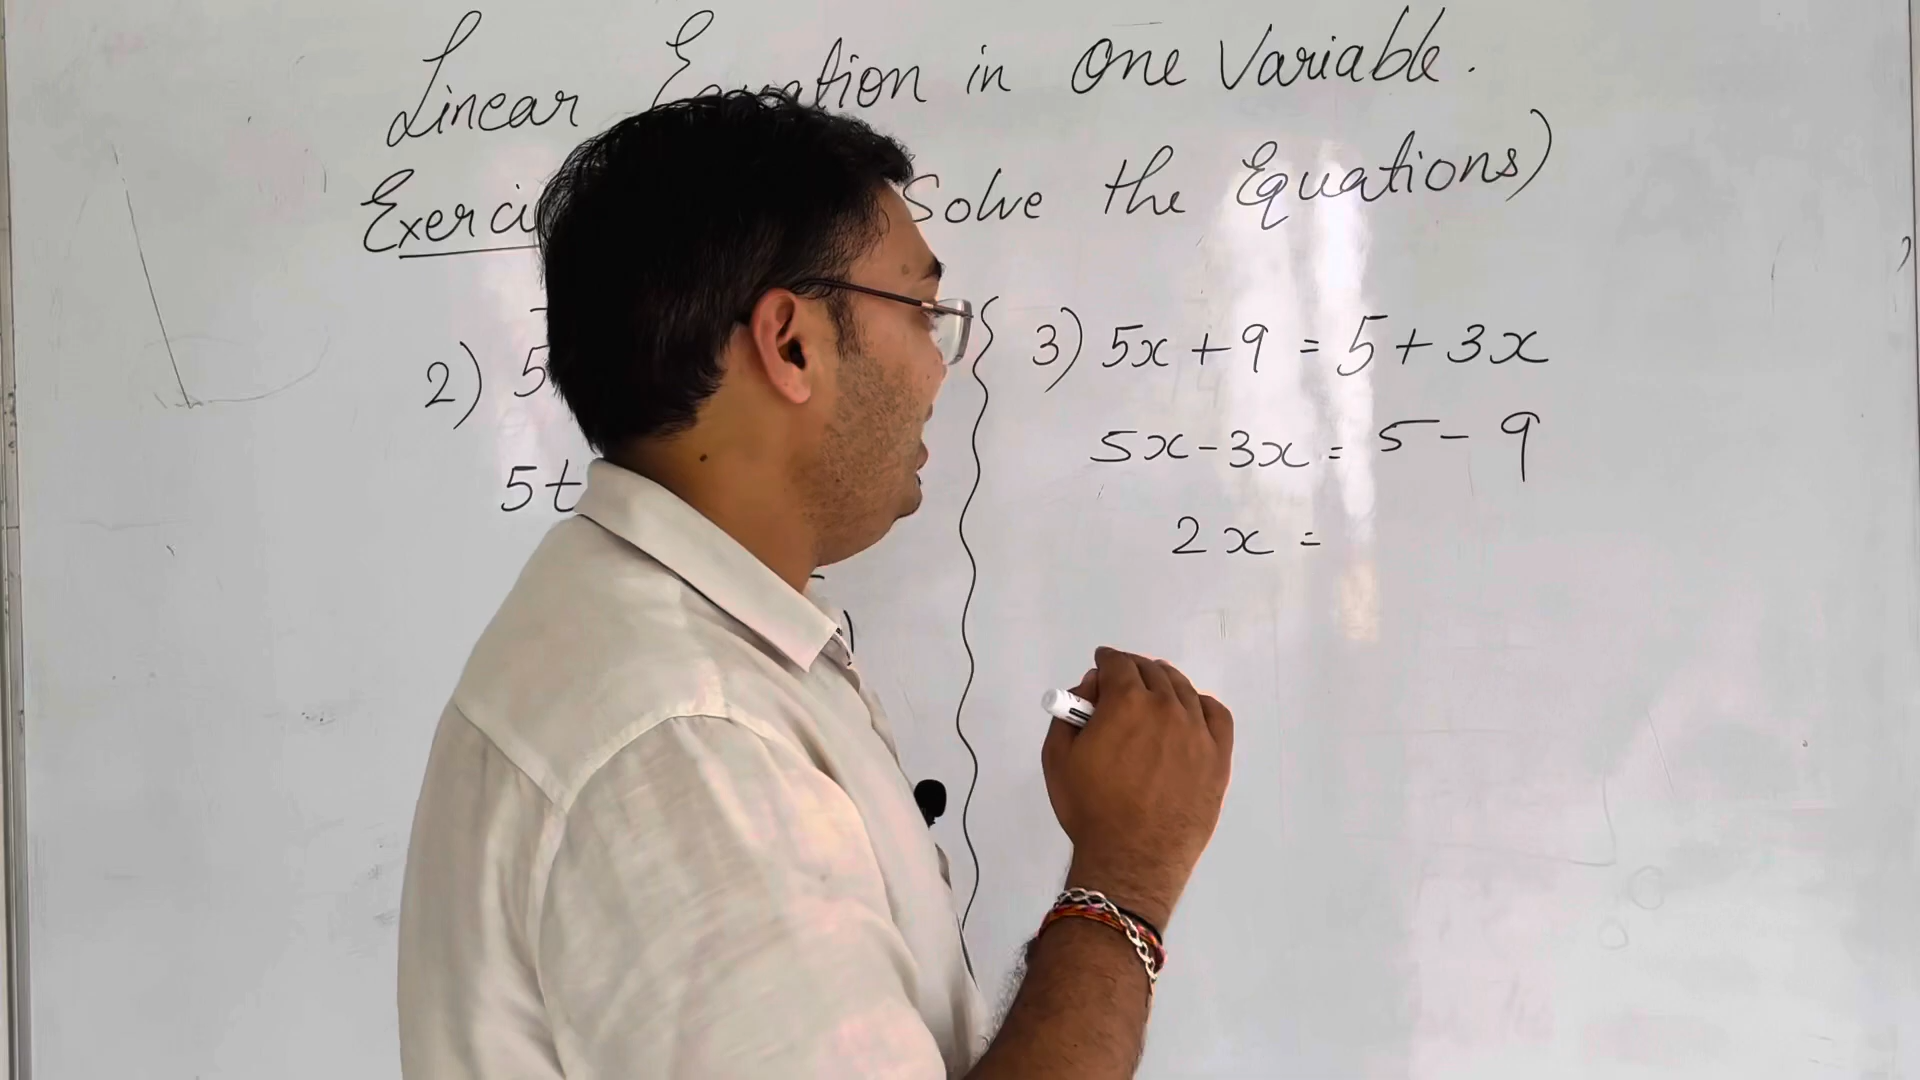 Linear Equation in One Variable.
Solve the Equations)
2) 5
5t
3) 5x + 9 = 5 + 3x
5x - 3x = 5 - 9
2x =